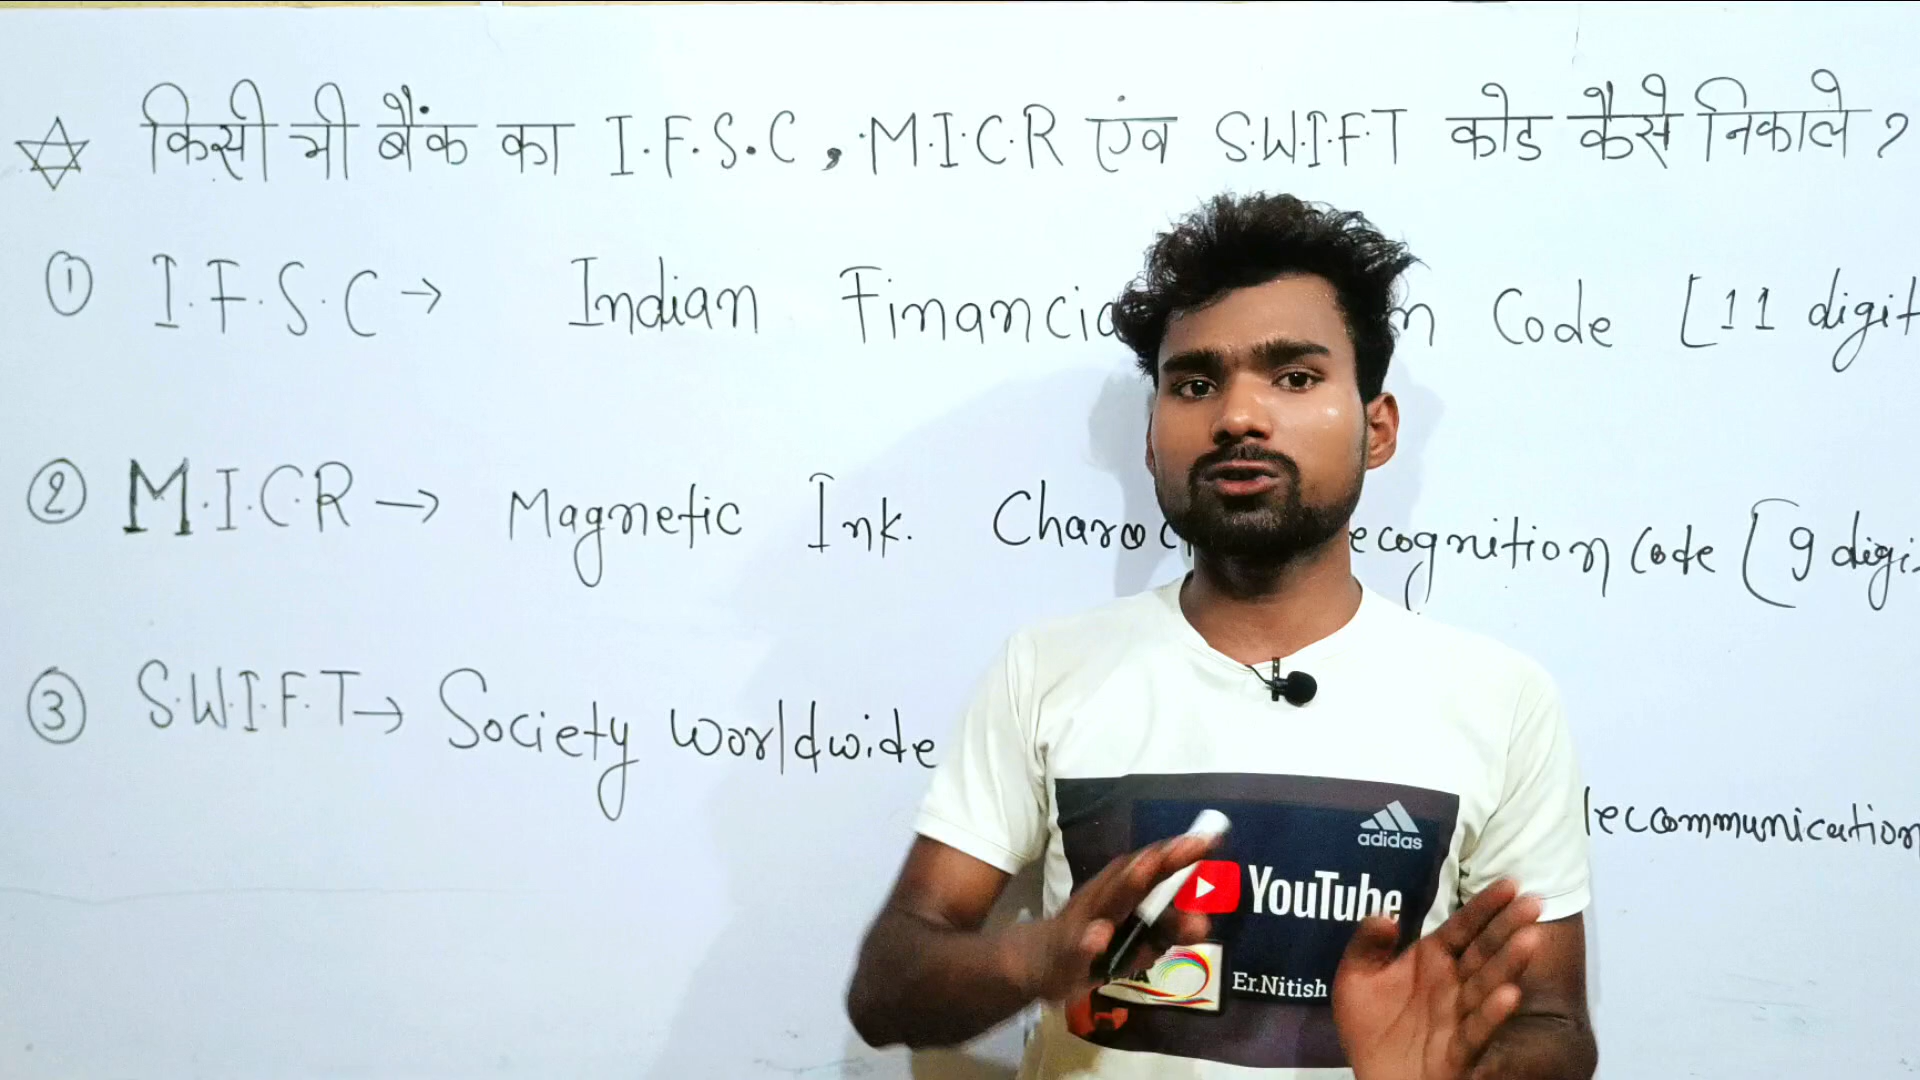 किसी भी बैंक का I.F.S.C , M.I.C.R एंव S.W.I.F.T कोड कैसे निकाले ?
① I.F.S.C → Indian Financia n Code [11 digit
② M.I.C.R → Magnetic Ink. Charac ecognition Code [9 digi
③ S.W.I.F.T → Society Worldwide
lecommunication
adidas
YouTube
Er.Nitish